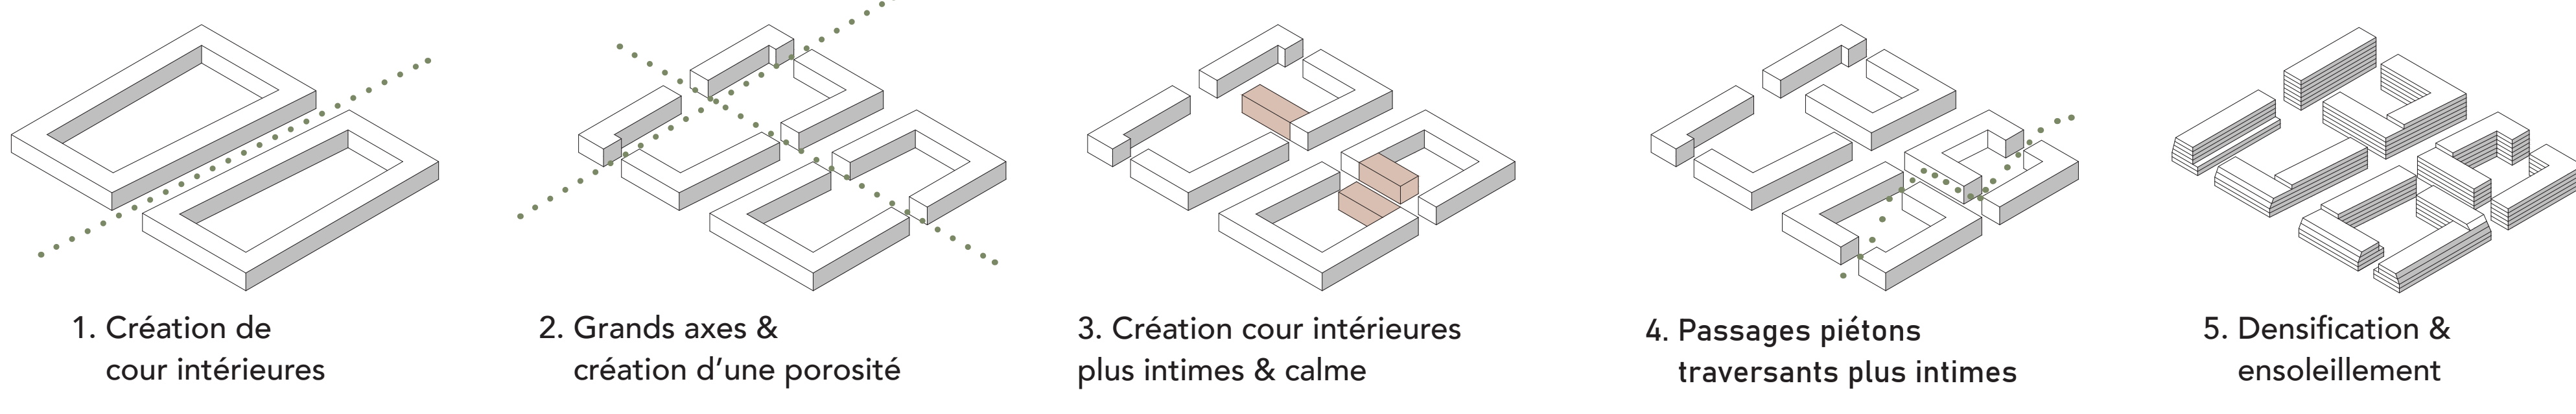 1. Création de
cour intérieures
2. Grands axes &
création d’une porosité
3. Création cour intérieures
plus intimes & calme
4. Passages piétons
traversants plus intimes
5. Densification &
ensoleillement